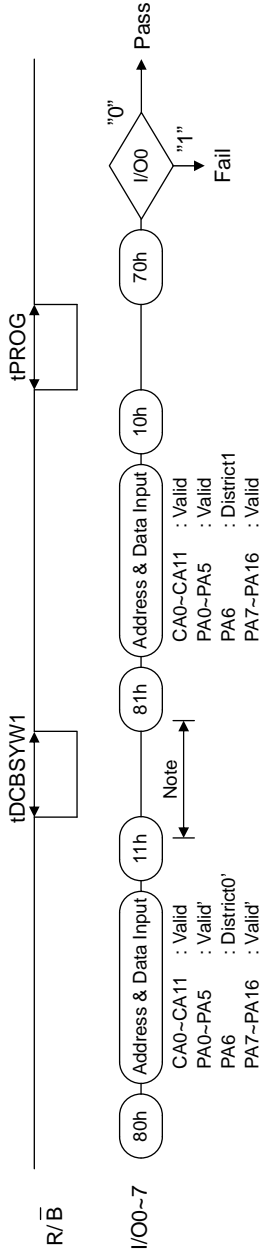 tDCBSYW1 tPROG
R/B̅
I/O0~7 80h Address & Data Input 11h 81h Address & Data Input 10h 70h I/O0 "0" Pass
"1"
Fail
Note
CA0~CA11 : Valid
PA0~PA5 : Valid'
PA6 : District0'
PA7~PA16 : Valid'
CA0~CA11 : Valid
PA0~PA5 : Valid
PA6 : District1
PA7~PA16 : Valid